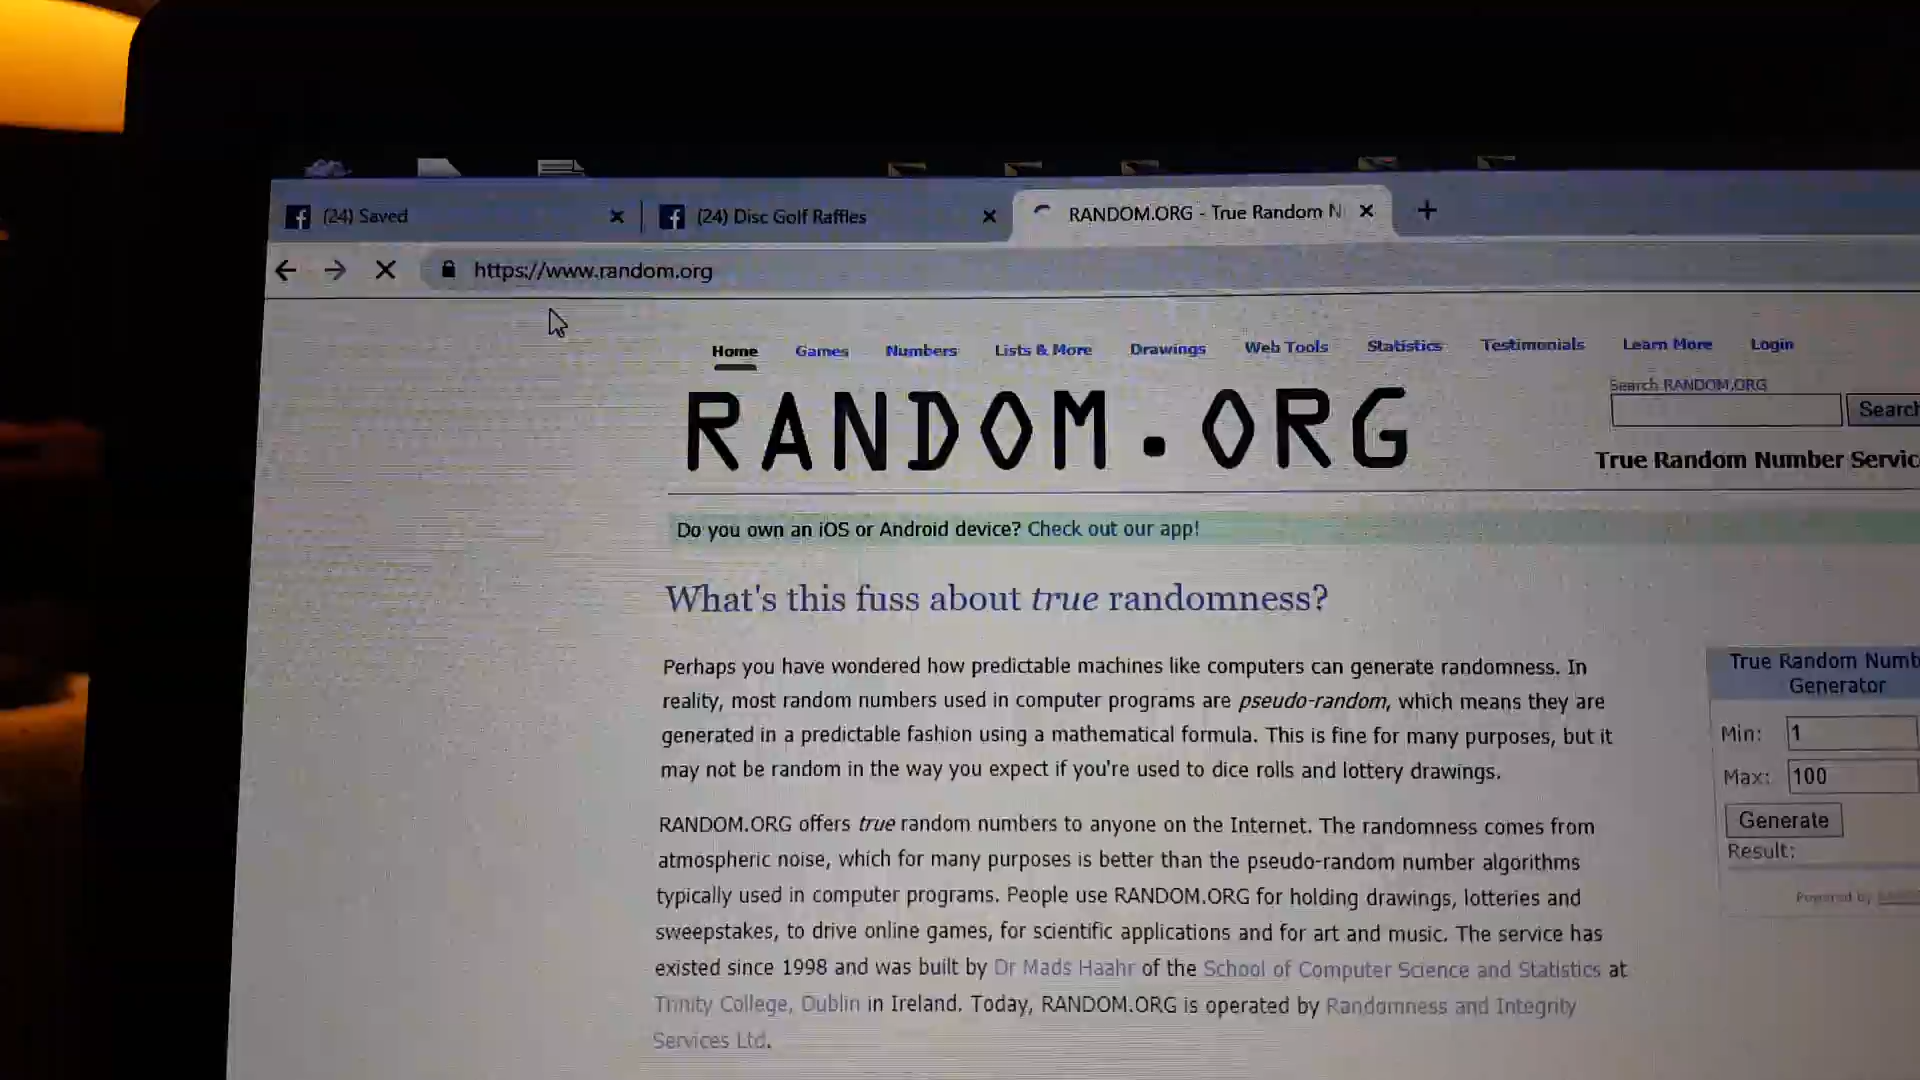 (24) Saved
(24) Disc Golf Raffles
RANDOM.ORG - True Random N
https://www.random.org
Home Games Numbers Lists & More Drawings Web Tools Statistics Testimonials Learn More Login
Search RANDOM.ORG
Search
RANDOM.ORG
True Random Number Servic
Do you own an iOS or Android device? Check out our app!
What's this fuss about true randomness?
Perhaps you have wondered how predictable machines like computers can generate randomness. In
reality, most random numbers used in computer programs are pseudo-random, which means they are
generated in a predictable fashion using a mathematical formula. This is fine for many purposes, but it
may not be random in the way you expect if you're used to dice rolls and lottery drawings.
RANDOM.ORG offers true random numbers to anyone on the Internet. The randomness comes from
atmospheric noise, which for many purposes is better than the pseudo-random number algorithms
typically used in computer programs. People use RANDOM.ORG for holding drawings, lotteries and
sweepstakes, to drive online games, for scientific applications and for art and music. The service has
existed since 1998 and was built by Dr Mads Haahr of the School of Computer Science and Statistics at
Trinity College, Dublin in Ireland. Today, RANDOM.ORG is operated by Randomness and Integrity
Services Ltd.
True Random Numb
Generator
Min: 1
Max: 100
Generate
Result:
Powered by